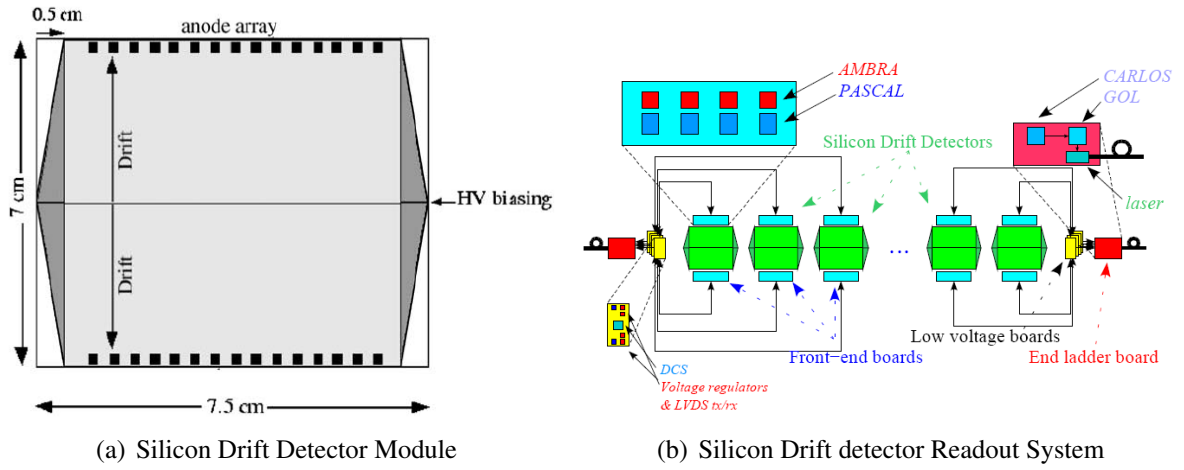 0.5 cm
anode array
Drift
7 cm
HV biasing
Drift
7.5 cm
(a) Silicon Drift Detector Module
AMBRA
PASCAL
CARLOS
GOL
Silicon Drift Detectors
laser
...
Low voltage boards
Front-end boards
End ladder board
DCS
Voltage regulators
& LVDS tx/rx
(b) Silicon Drift detector Readout System